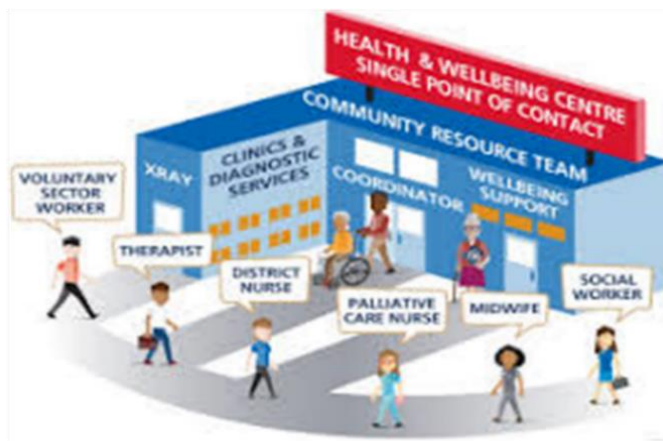 HEALTH & WELLBEING CENTRE
SINGLE POINT OF CONTACT
COMMUNITY RESOURCE TEAM
XRAY
CLINICS &
DIAGNOSTIC
SERVICES
COORDINATOR
WELLBEING
SUPPORT
VOLUNTARY
SECTOR
WORKER
THERAPIST
DISTRICT
NURSE
PALLIATIVE
CARE NURSE
MIDWIFE
SOCIAL
WORKER